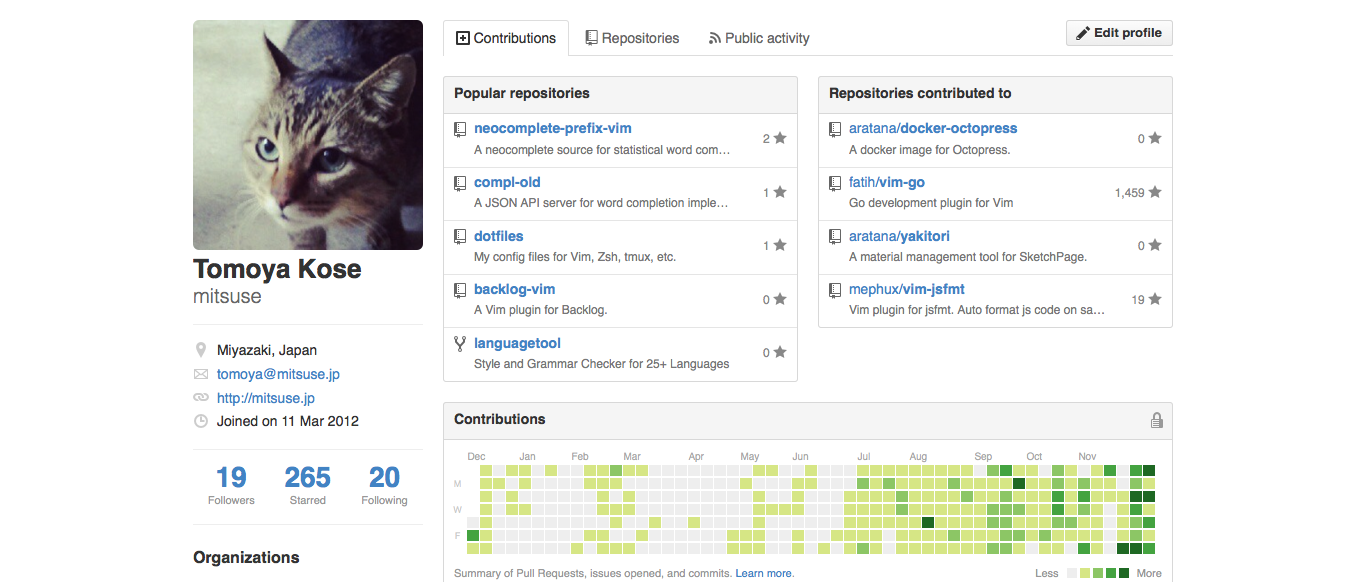 Contributions
Repositories
Public activity
Edit profile
Tomoya Kose
mitsuse
Miyazaki, Japan
tomoya@mitsuse.jp
http://mitsuse.jp
Joined on 11 Mar 2012
19 265 20
Followers Starred Following
Organizations
Popular repositories
neocomplete-prefix-vim
2
A neocomplete source for statistical word com…
compl-old
1
A JSON API server for word completion imple…
dotfiles
1
My config files for Vim, Zsh, tmux, etc.
backlog-vim
0
A Vim plugin for Backlog.
languagetool
0
Style and Grammar Checker for 25+ Languages
Repositories contributed to
aratana/docker-octopress
0
A docker image for Octopress.
fatih/vim-go
1,459
Go development plugin for Vim
aratana/yakitori
0
A material management tool for SketchPage.
mephux/vim-jsfmt
19
Vim plugin for jsfmt. Auto format js code on sa…
Contributions
Dec Jan Feb Mar Apr May Jun Jul Aug Sep Oct Nov
M
W
F
Summary of Pull Requests, issues opened, and commits. Learn more.
Less More